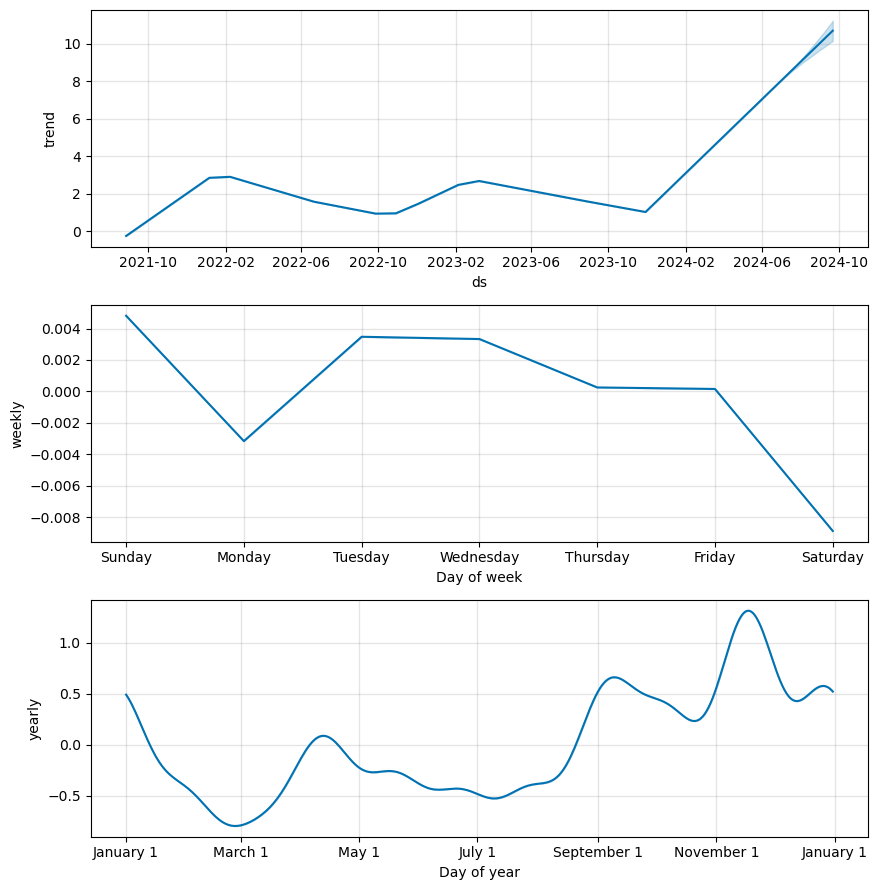 10
8
6
4
2
0
trend
2021-10 2022-02 2022-06 2022-10 2023-02 2023-06 2023-10 2024-02 2024-06 2024-10
ds
0.004
0.002
0.000
−0.002
−0.004
−0.006
−0.008
weekly
Sunday Monday Tuesday Wednesday Thursday Friday Saturday
Day of week
1.0
0.5
0.0
−0.5
yearly
January 1 March 1 May 1 July 1 September 1 November 1 January 1
Day of year